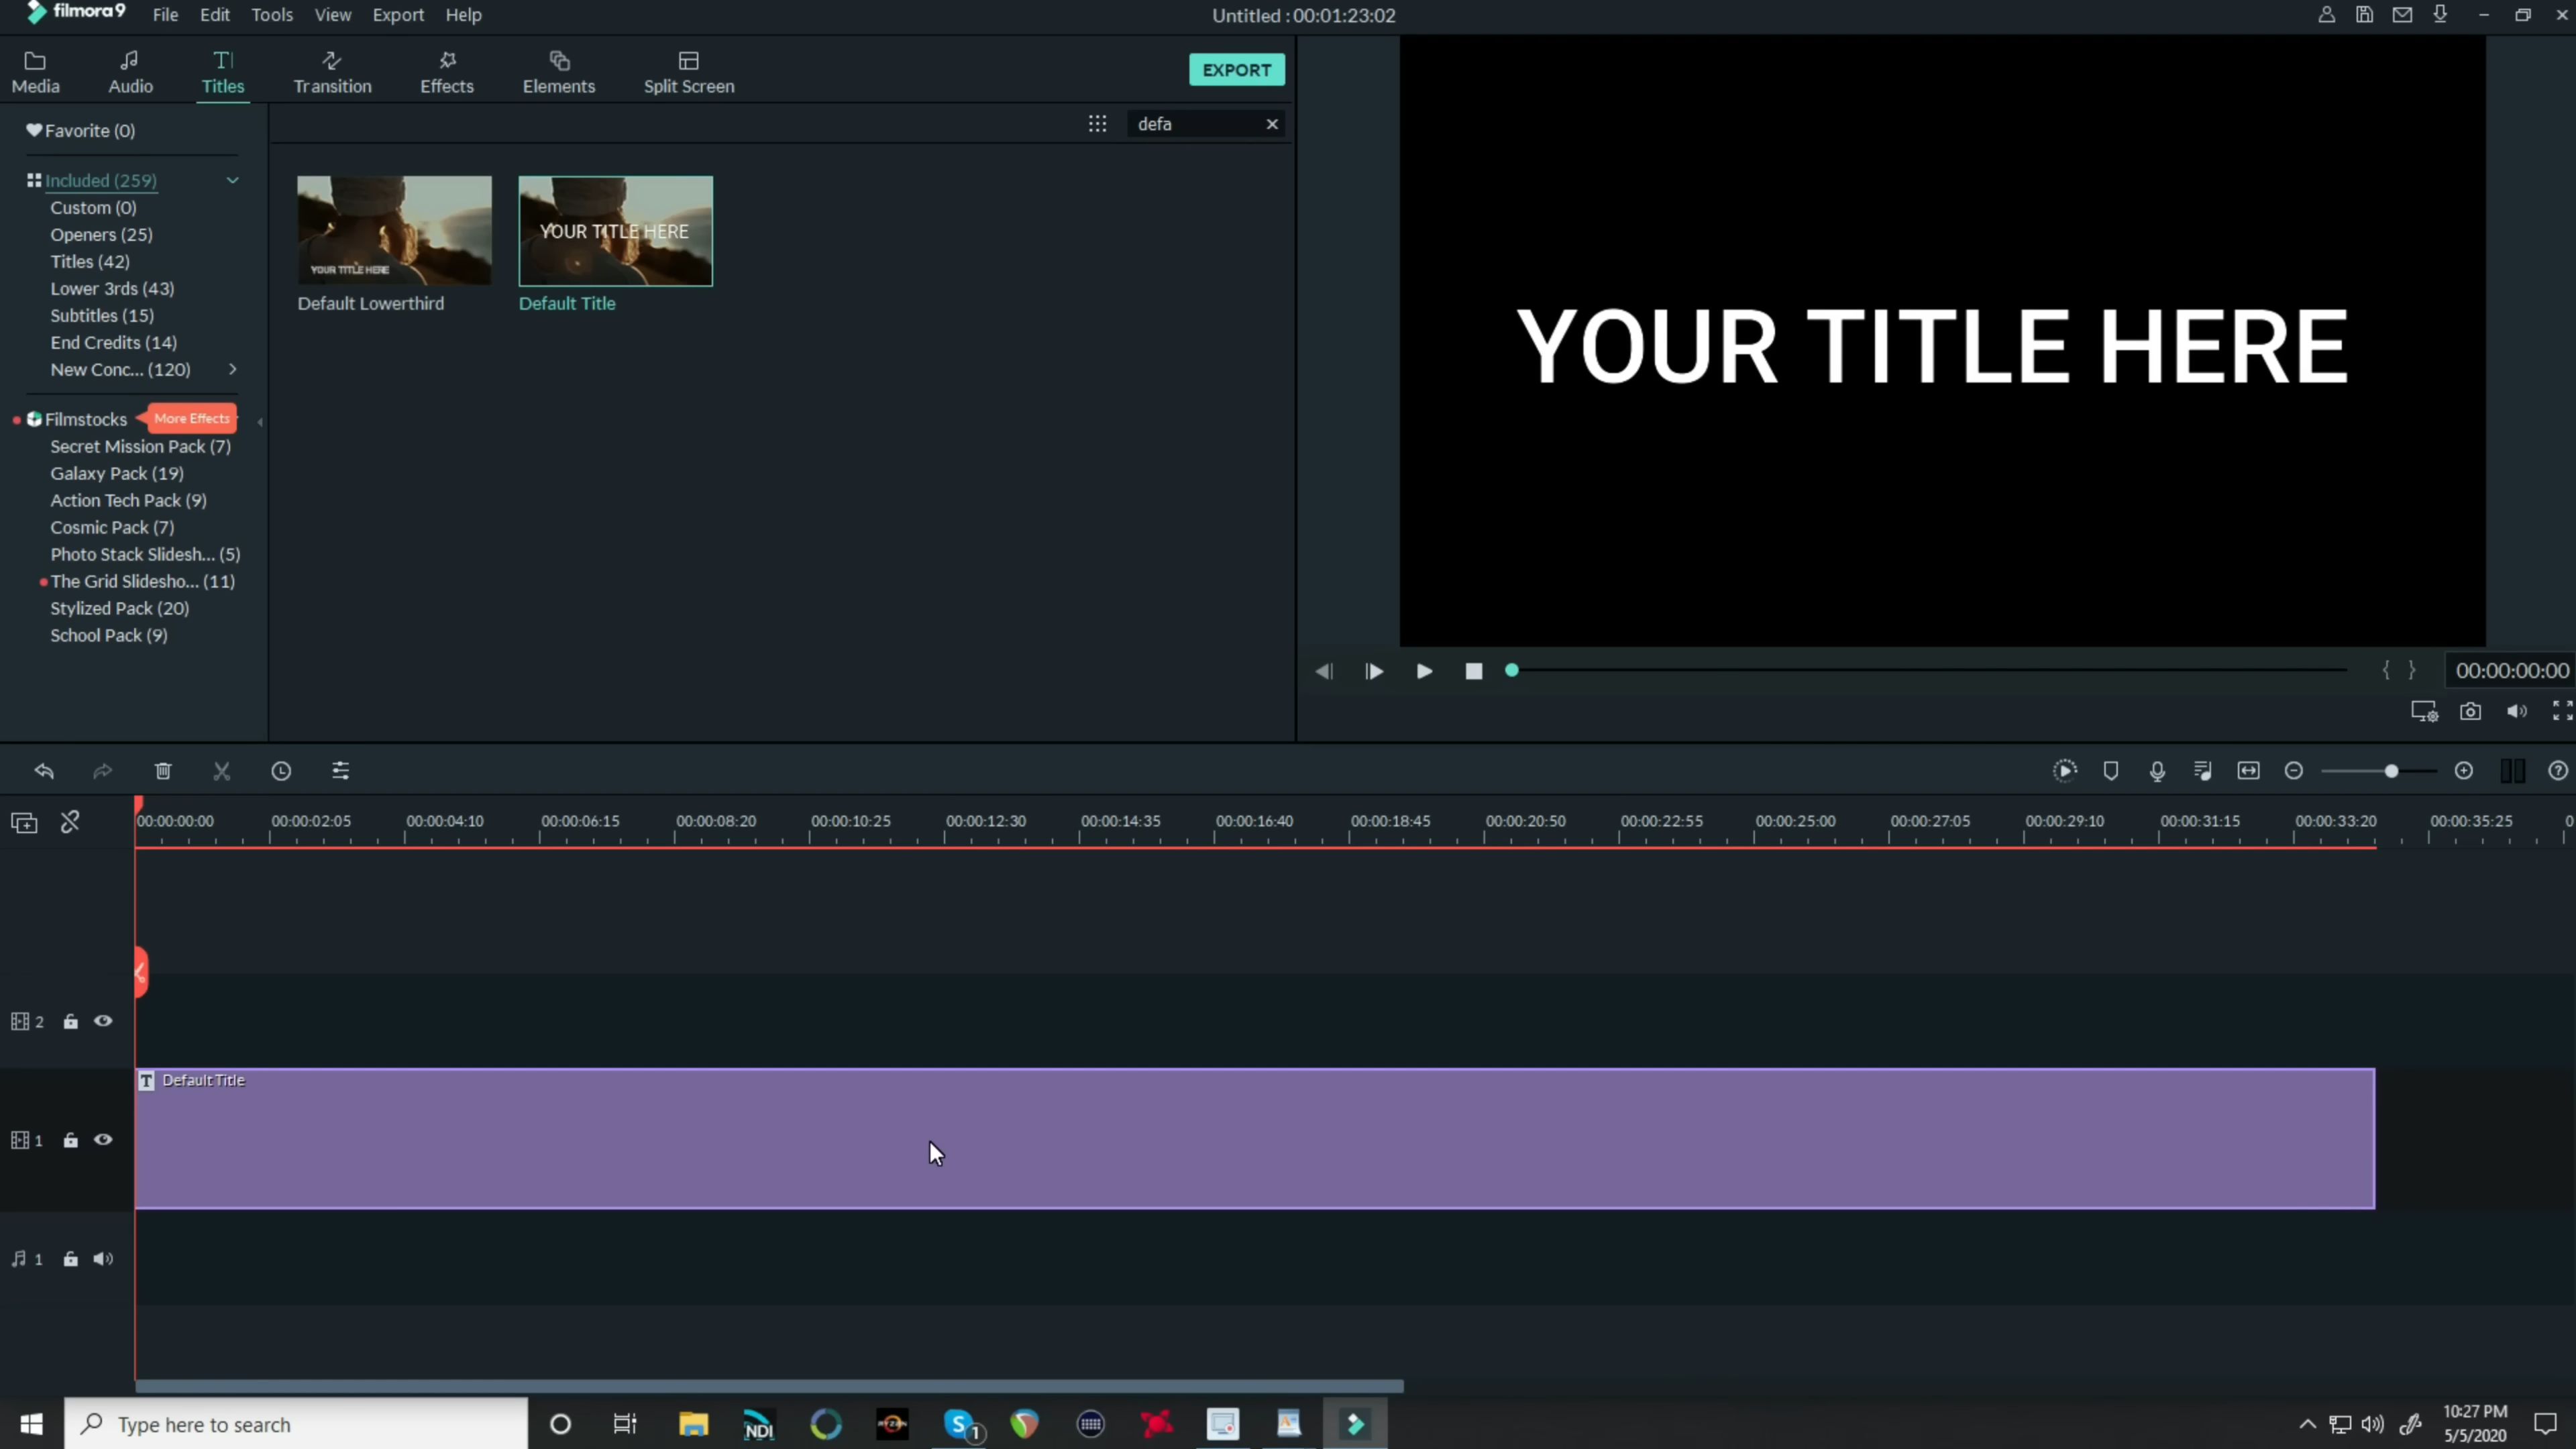 filmora9 File Edit Tools View Export Help
Untitled : 00:01:23:02
Media Audio Titles Transition Effects Elements Split Screen
EXPORT
Favorite (0)
defa
Included (259)
Custom (0)
Openers (25)
Titles (42)
Lower 3rds (43)
Subtitles (15)
End Credits (14)
New Conc... (120)
Filmstocks More Effects
Secret Mission Pack (7)
Galaxy Pack (19)
Action Tech Pack (9)
Cosmic Pack (7)
Photo Stack Slidesh... (5)
The Grid Slidesho... (11)
Stylized Pack (20)
School Pack (9)
YOUR TITLE HERE
Default Lowerthird
YOUR TITLE HERE
Default Title
YOUR TITLE HERE
{ } 00:00:00:00
00:00:00:00 00:00:02:05 00:00:04:10 00:00:06:15 00:00:08:20 00:00:10:25 00:00:12:30 00:00:14:35 00:00:16:40 00:00:18:45 00:00:20:50 00:00:22:55 00:00:25:00 00:00:27:05 00:00:29:10 00:00:31:15 00:00:33:20 00:00:35:25 0
2
T Default Title
1
1
Type here to search
NDI
RYZEN
S 1
10:27 PM
5/5/2020